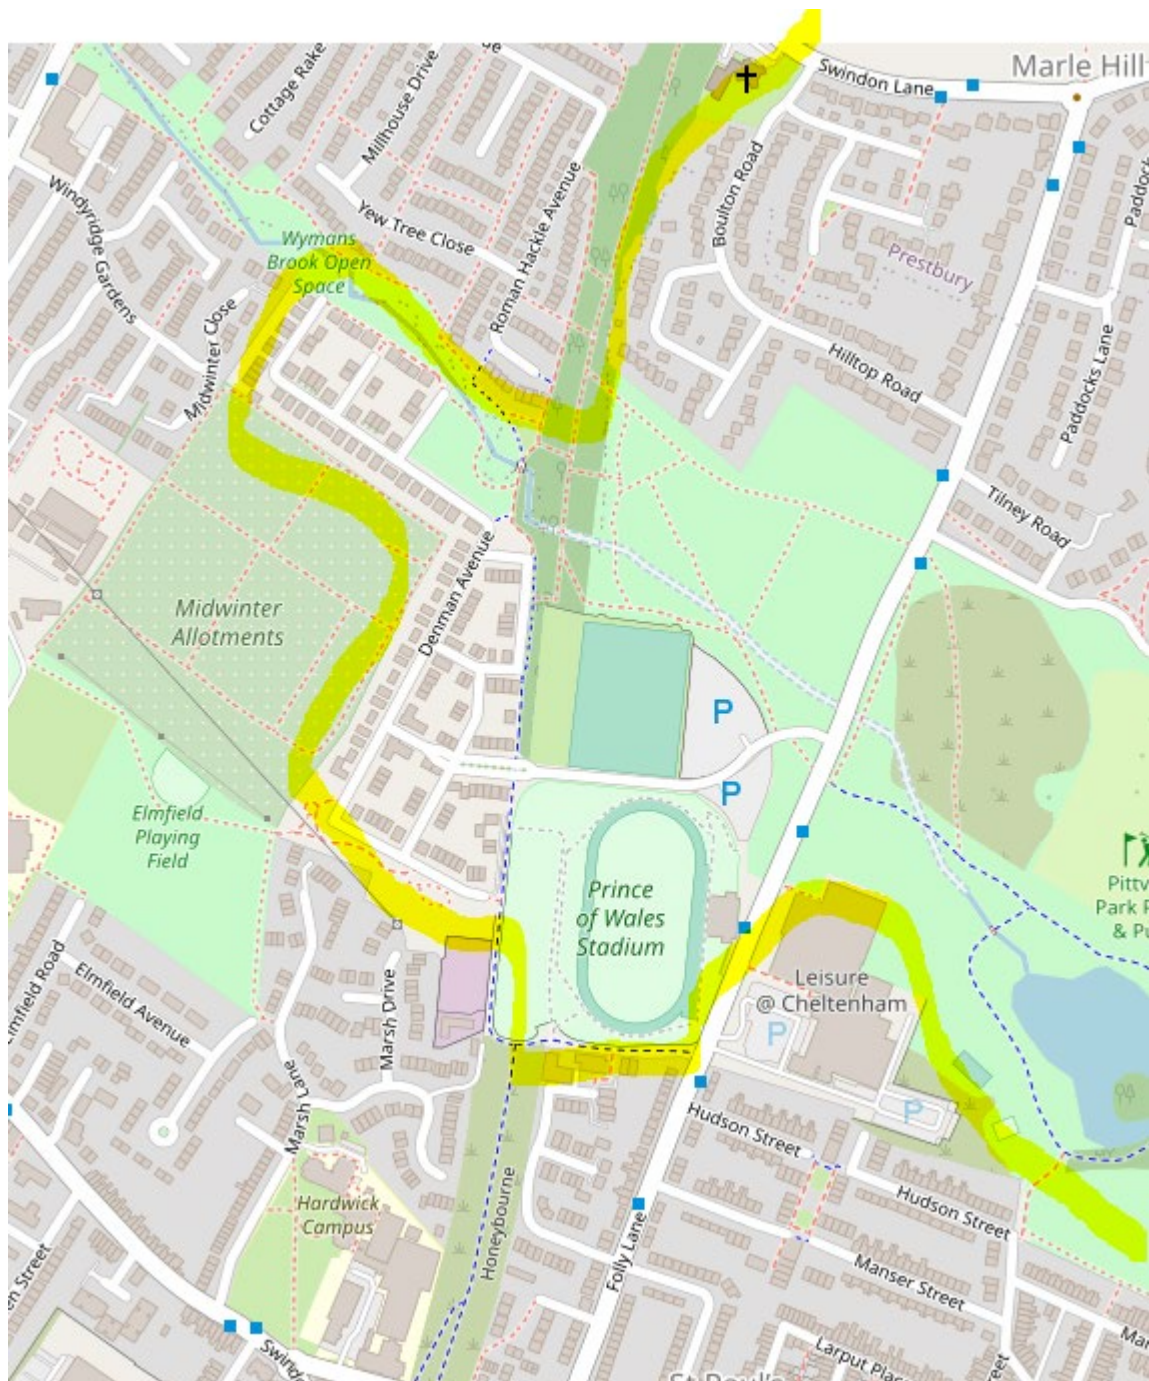 Marle Hill
Swindon Lane
Cottage Rake
Millhouse Drive
Windyridge Gardens
Wymans
Brook Open
Space
Yew Tree Close
Roman Hackle Avenue
Boulton Road
Prestbury
Paddocks Lane
Midwinter Close
Hilltop Road
Tilney Road
Midwinter
Allotments
Denman Avenue
P
P
Elmfield
Playing
Field
Prince
of Wales
Stadium
Leisure
@ Cheltenham
P
P
Elmfield Avenue
Marsh Drive
Marsh Lane
Hudson Street
Hudson Street
Manser Street
Hardwick
Campus
Honeybourne
Folly Lane
Larput Plac